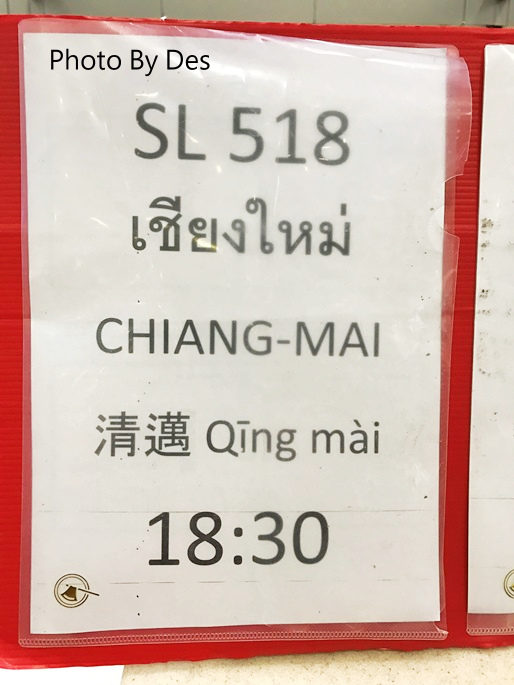 Photo By Des
SL 518
เชียงใหม่
CHIANG-MAI
清邁 Qīng mài
18:30